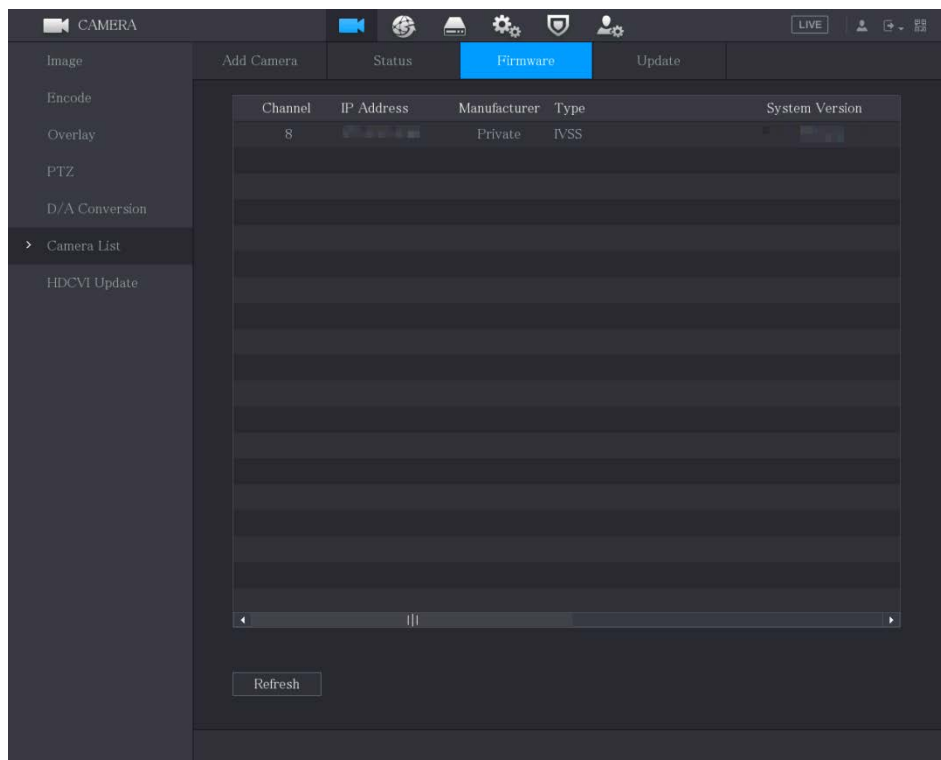 CAMERA
LIVE
Image
Encode
Overlay
PTZ
D/A Conversion
Camera List
HDCVI Update
Add Camera Status Firmware Update
Channel IP Address Manufacturer Type System Version
8 Private IVSS
Refresh